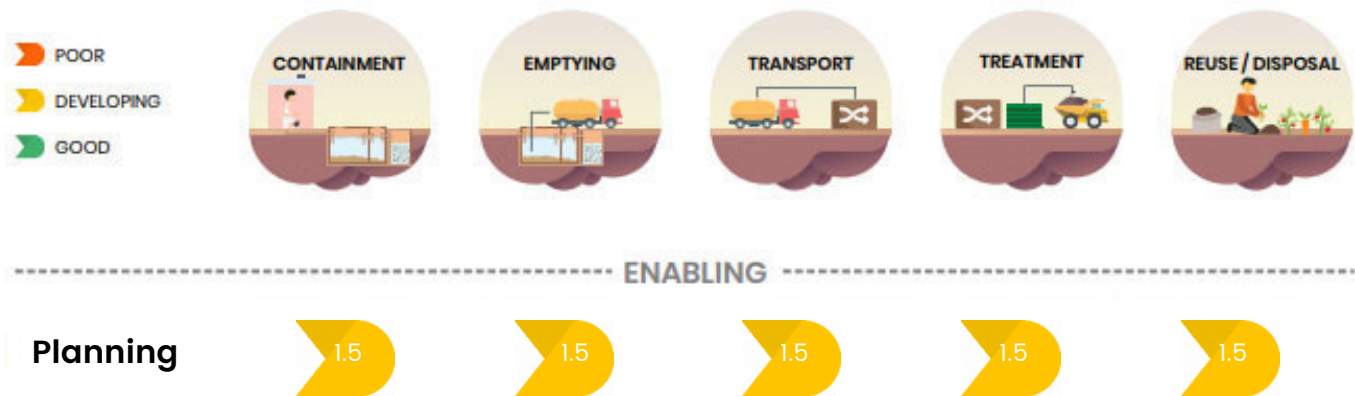 POOR
DEVELOPING
GOOD
CONTAINMENT
EMPTYING
TRANSPORT
TREATMENT
REUSE / DISPOSAL
ENABLING
Planning 1.5 1.5 1.5 1.5 1.5